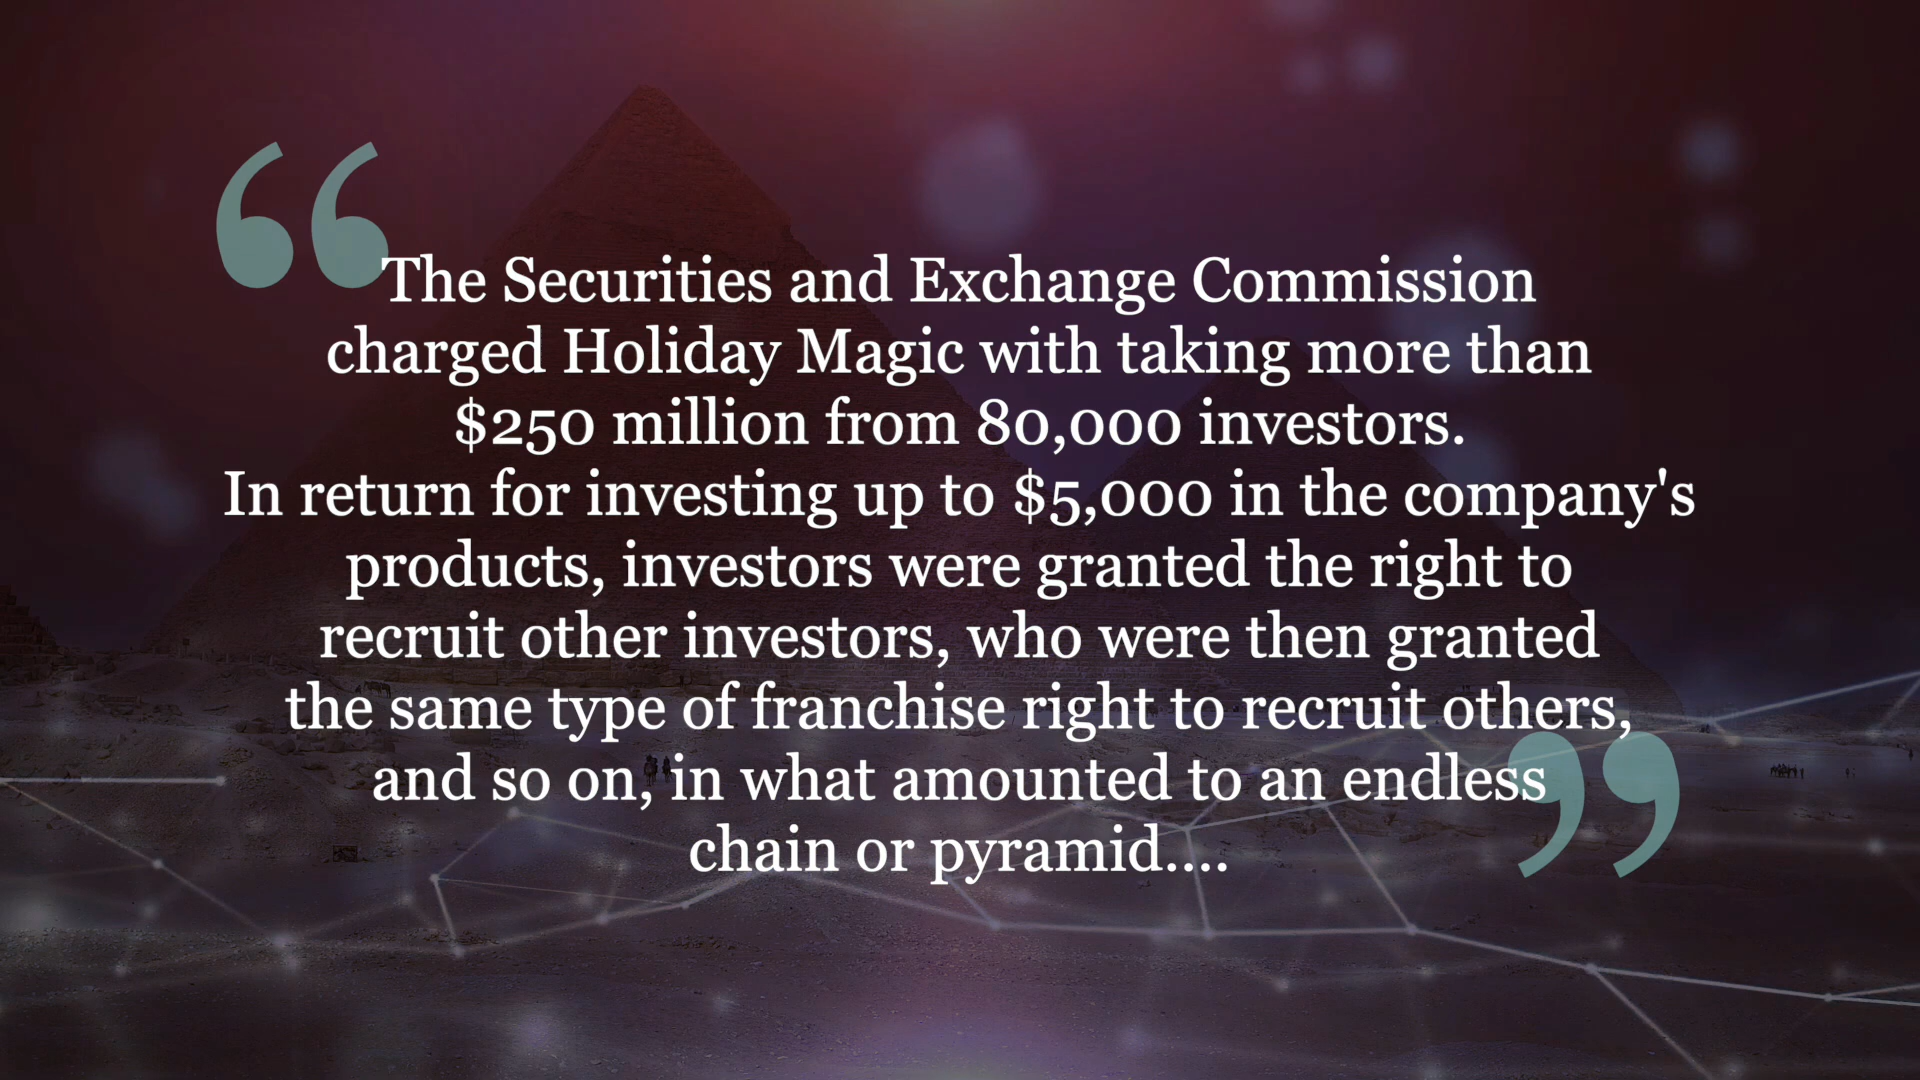 “The Securities and Exchange Commission
charged Holiday Magic with taking more than
$250 million from 80,000 investors.
In return for investing up to $5,000 in the company's
products, investors were granted the right to
recruit other investors, who were then granted
the same type of franchise right to recruit others,
and so on, in what amounted to an endless
chain or pyramid....”